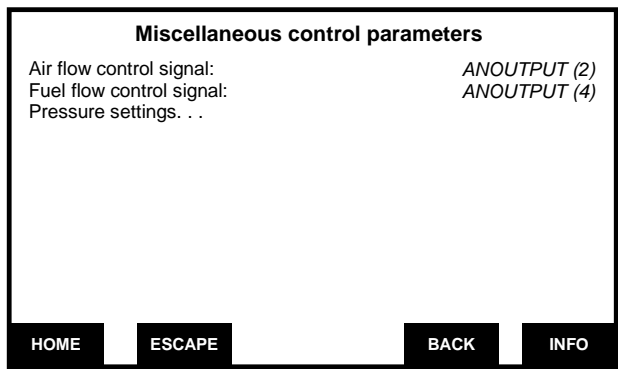 Miscellaneous control parameters
Air flow control signal: ANOUTPUT (2)
Fuel flow control signal: ANOUTPUT (4)
Pressure settings. . .
HOME ESCAPE BACK INFO